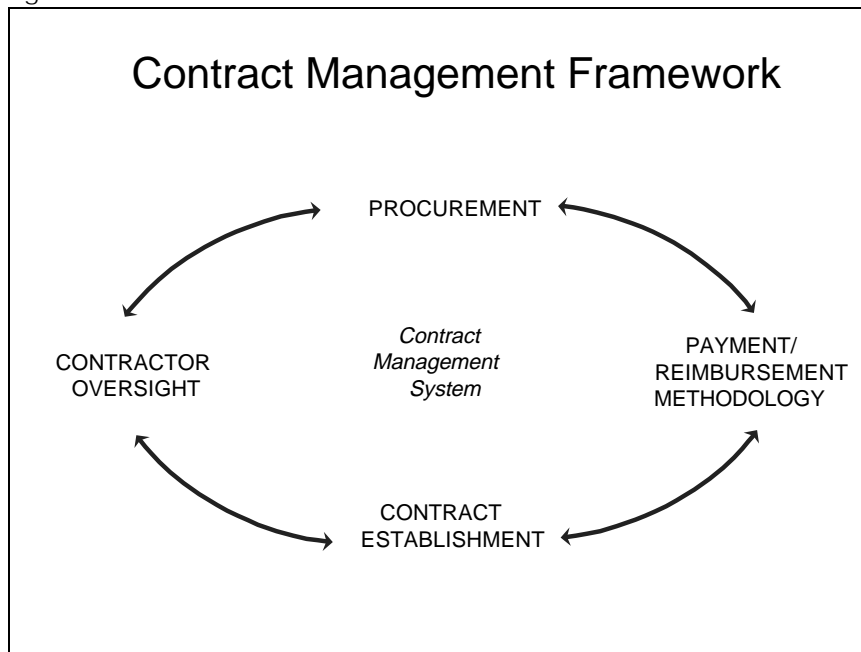 Contract Management Framework
PROCUREMENT
CONTRACTOR
OVERSIGHT
Contract
Management
System
PAYMENT/
REIMBURSEMENT
METHODOLOGY
CONTRACT
ESTABLISHMENT